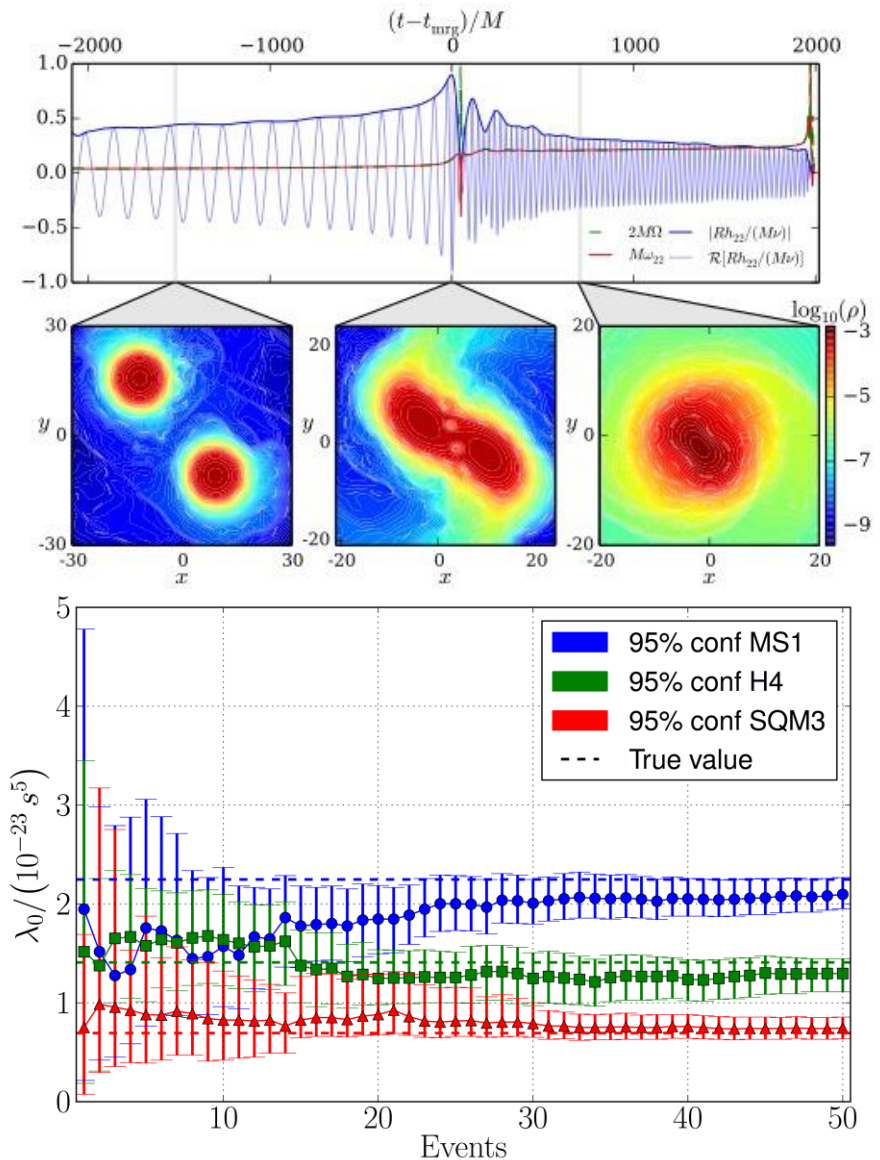 (t−t_mrg)/M
−2000 −1000 0 1000 2000
1.0
0.5
0.0
−0.5
−1.0
2MΩ |Rh₂₂/(Mν)|
Mω₂₂ ℛ[Rh₂₂/(Mν)]
log₁₀(ρ)
30 20 20 −3
y 0 y 0 y 0 −5
−7
−9
-30 -20 -20
-30 0 30 -20 0 20 -20 0 20
x x x
5
4
3
2
1
0
λ₀/(10⁻²³ s⁵)
95% conf MS1
95% conf H4
95% conf SQM3
True value
10 20 30 40 50
Events